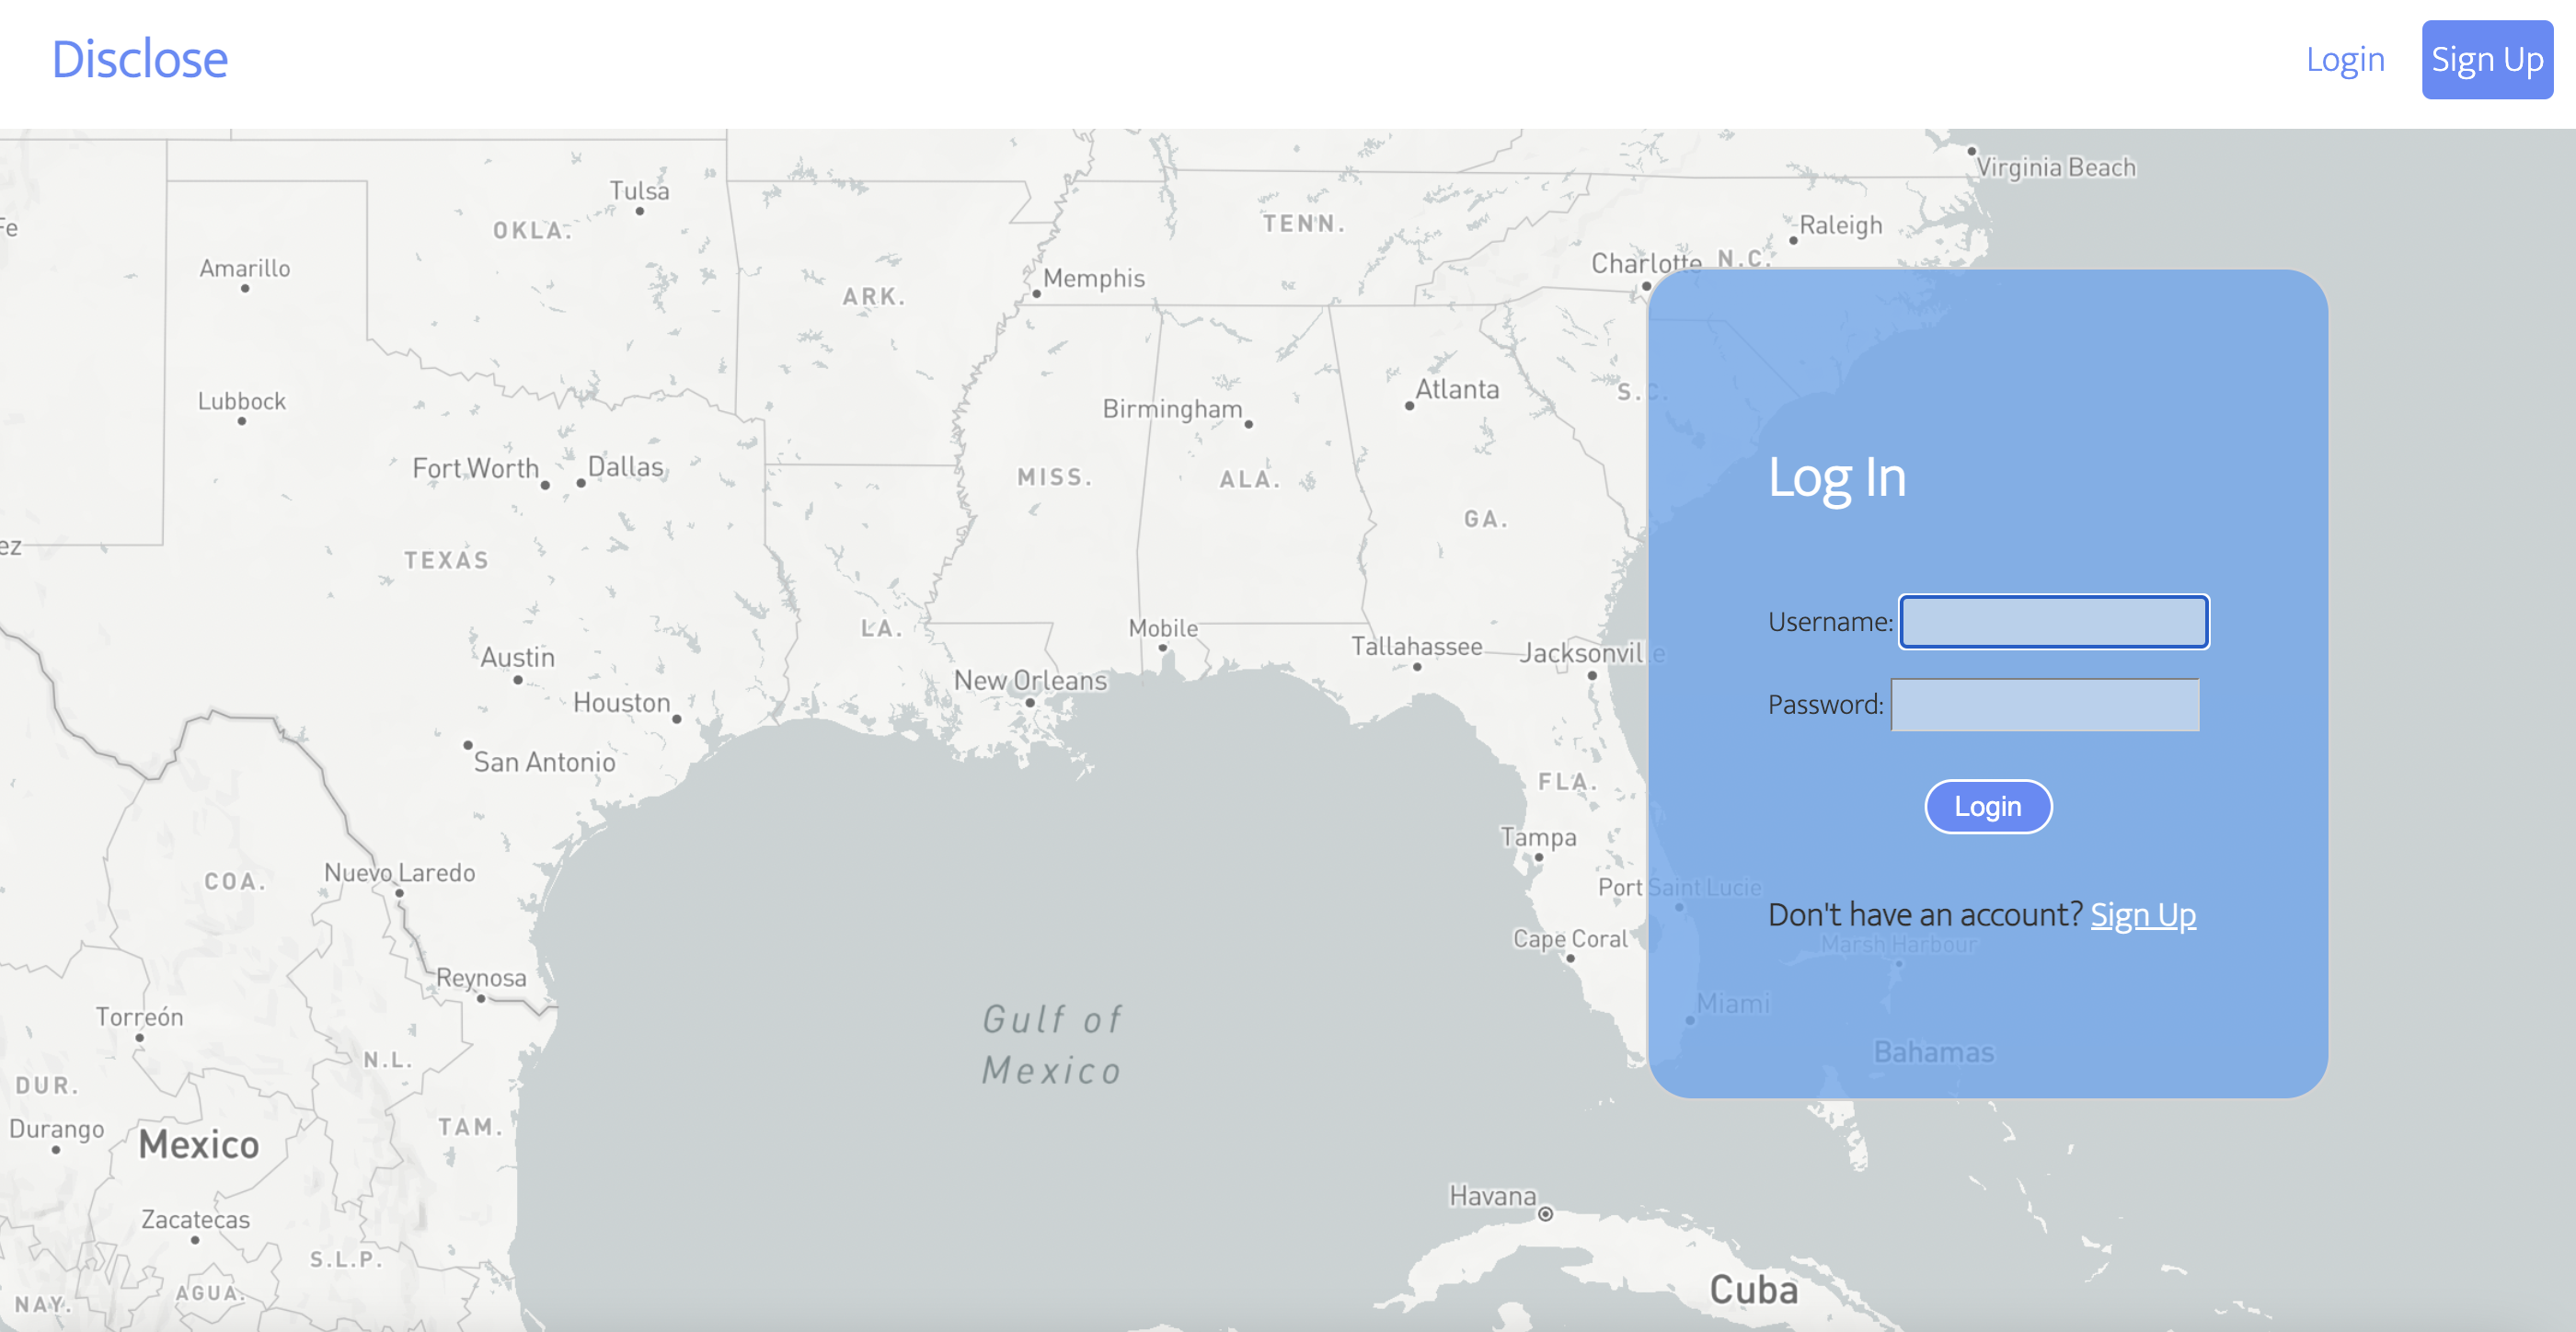 Disclose
Login
Sign Up
Virginia Beach
Tulsa
OKLA.
TENN.
Raleigh
Fe
Charlotte
N.C.
Amarillo
Memphis
ARK.
Lubbock
Atlanta
S.C.
Birmingham
Fort Worth
Dallas
MISS.
ALA.
Log In
GA.
ez
TEXAS
Username:
LA.
Mobile
Tallahassee
Jacksonville
Austin
New Orleans
Houston
Password:
San Antonio
FLA.
Login
Tampa
COA.
Nuevo Laredo
Port Saint Lucie
Don't have an account? Sign Up
Cape Coral
Marsh Harbour
Reynosa
Miami
Torreón
Gulf of
Mexico
N.L.
Bahamas
DUR.
Durango
Mexico
TAM.
Havana
Zacatecas
S.L.P.
Cuba
AGUA.
NAY.